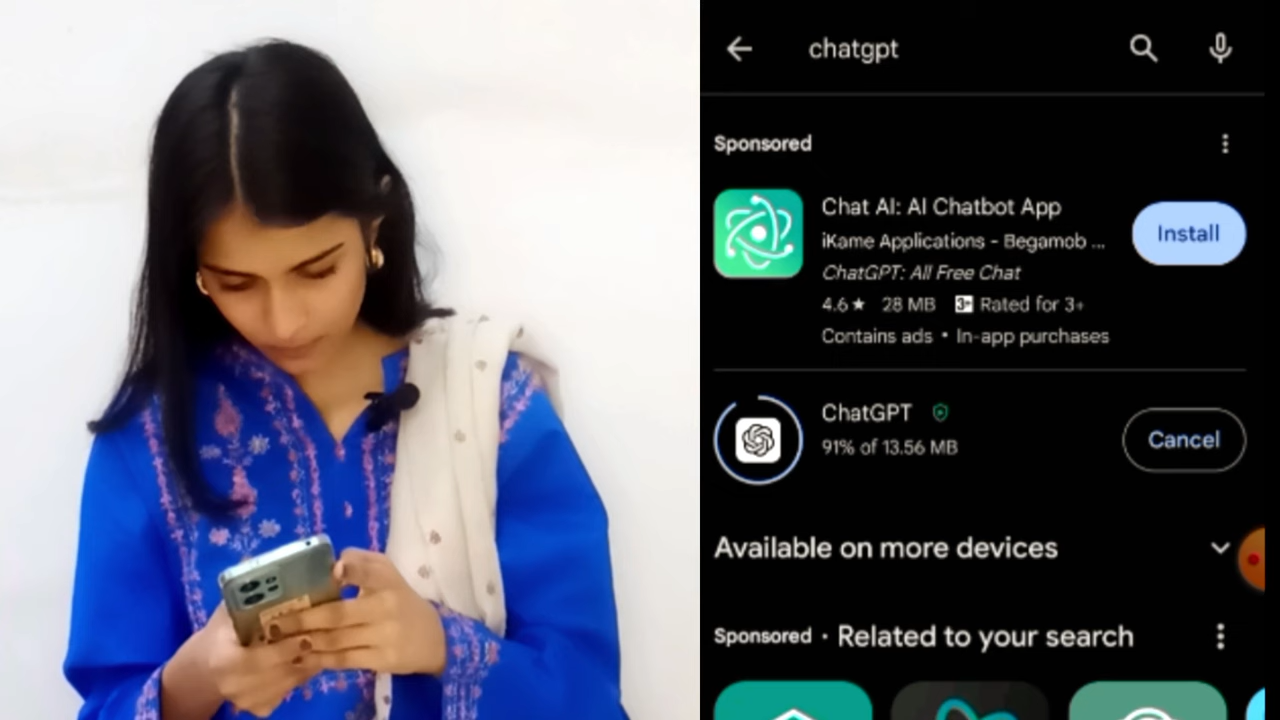 chatgpt
Sponsored
Chat AI: AI Chatbot App
iKame Applications - Begamob ...
ChatGPT: All Free Chat
4.6★ 28 MB 3+ Rated for 3+
Contains ads • In-app purchases
Install
ChatGPT
91% of 13.56 MB
Cancel
Available on more devices
Sponsored · Related to your search